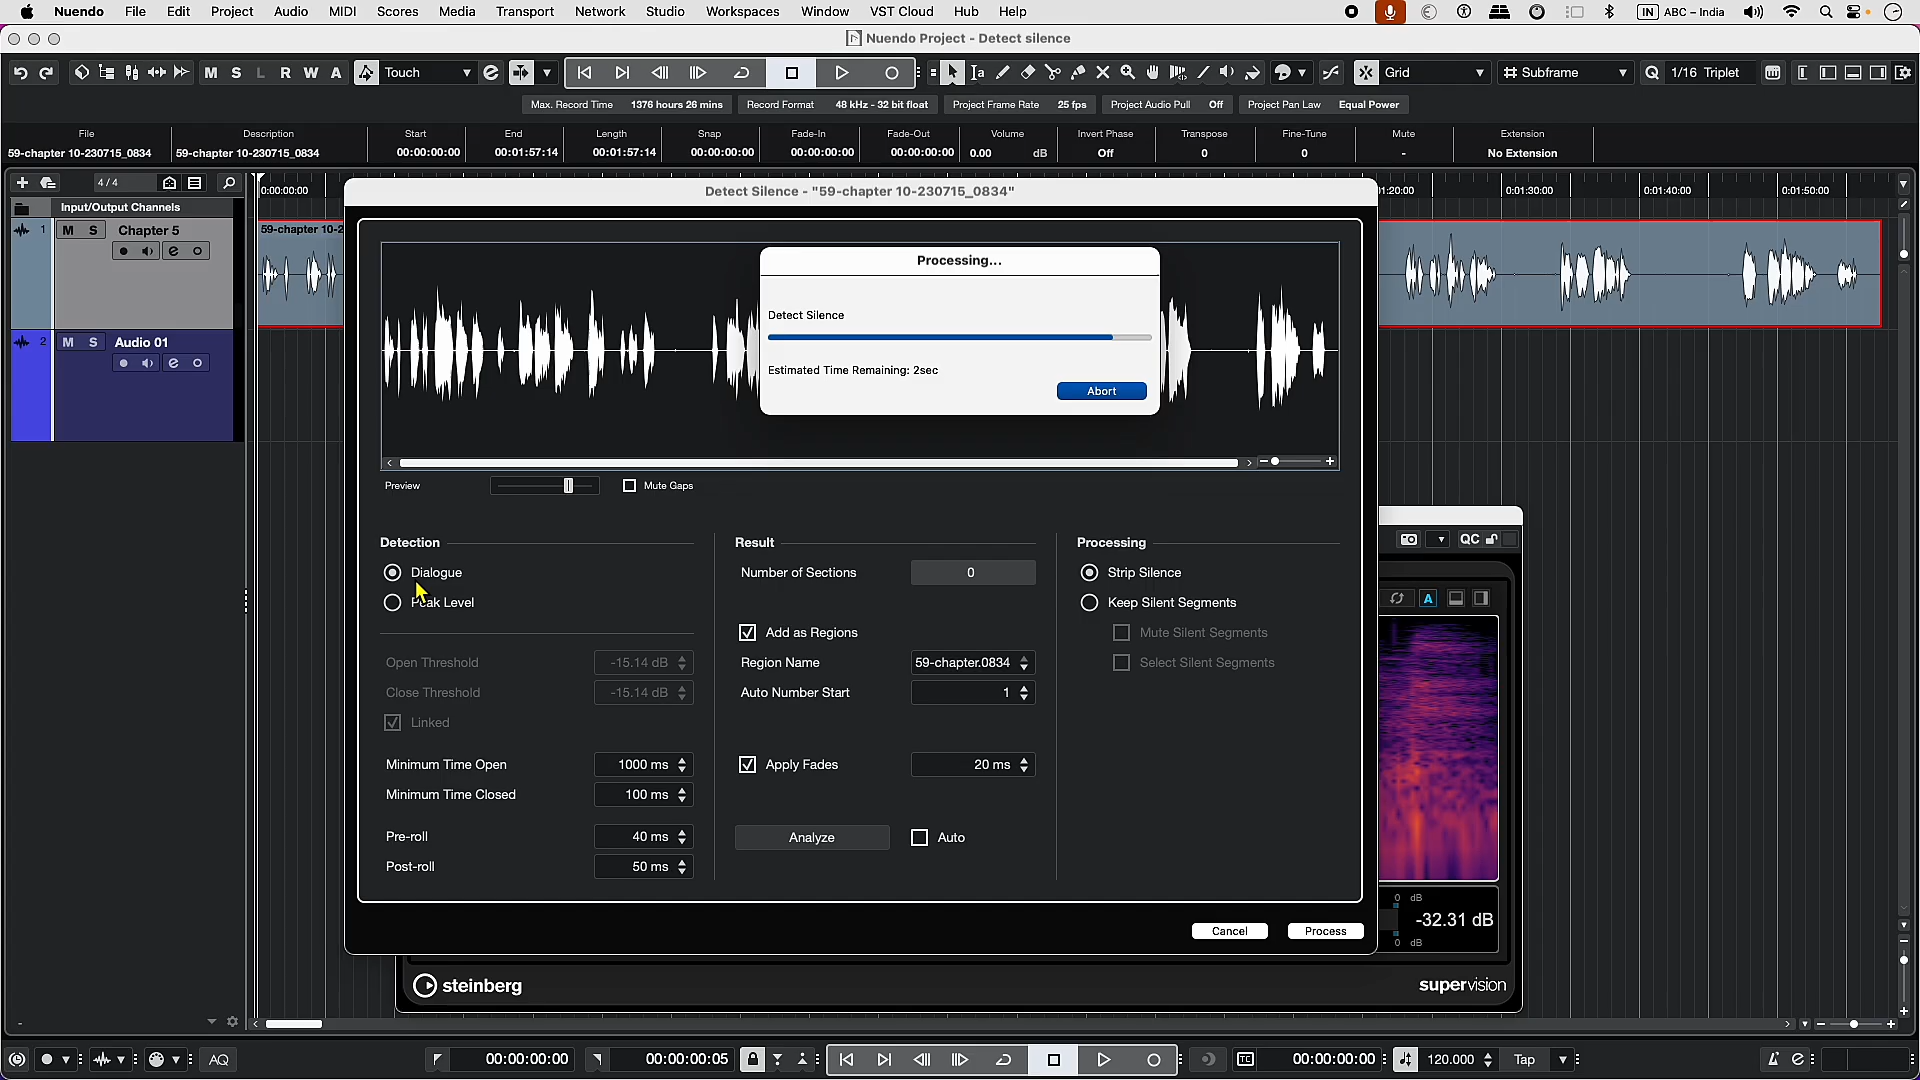 Nuendo File Edit Project Audio MIDI Scores Media Transport Network Studio Workspaces Window VST Cloud Hub Help IN ABC – India
Nuendo Project - Detect silence
M S L R W A Touch Grid Subframe Q 1/16 Triplet
Max. Record Time 1376 hours 26 mins Record Format 48 kHz - 32 bit float Project Frame Rate 25 fps Project Audio Pull Off Project Pan Law Equal Power
File Description Start End Length Snap Fade-In Fade-Out Volume Invert Phase Transpose Fine-Tune Mute Extension
59-chapter 10-230715_0834 59-chapter 10-230715_0834 00:00:00:00 00:01:57:14 00:01:57:14 00:00:00:00 00:00:00:00 00:00:00:00 0.00 dB Off 0 0 - No Extension
4/4 0:00:00:00 0:01:30:00 0:01:40:00 0:01:50:00
Detect Silence - "59-chapter 10-230715_0834"
Input/Output Channels
1 M S Chapter 5
59-chapter 10-2
2 M S Audio 01
Processing...
Detect Silence
Estimated Time Remaining: 2sec
Abort
Preview Mute Gaps
Detection Result Processing
Dialogue Number of Sections 0 Strip Silence
Peak Level Keep Silent Segments
Add as Regions Mute Silent Segments
Open Threshold -15.14 dB Region Name 59-chapter.0834 Select Silent Segments
Close Threshold -15.14 dB Auto Number Start 1
Linked
Minimum Time Open 1000 ms Apply Fades 20 ms
Minimum Time Closed 100 ms
Pre-roll 40 ms Analyze Auto
Post-roll 50 ms
Cancel Process
QC
A
0 dB
-32.31 dB
0 dB
steinberg supervision
AQ 00:00:00:00 00:00:00:05 TC 00:00:00:00 120.000 Tap